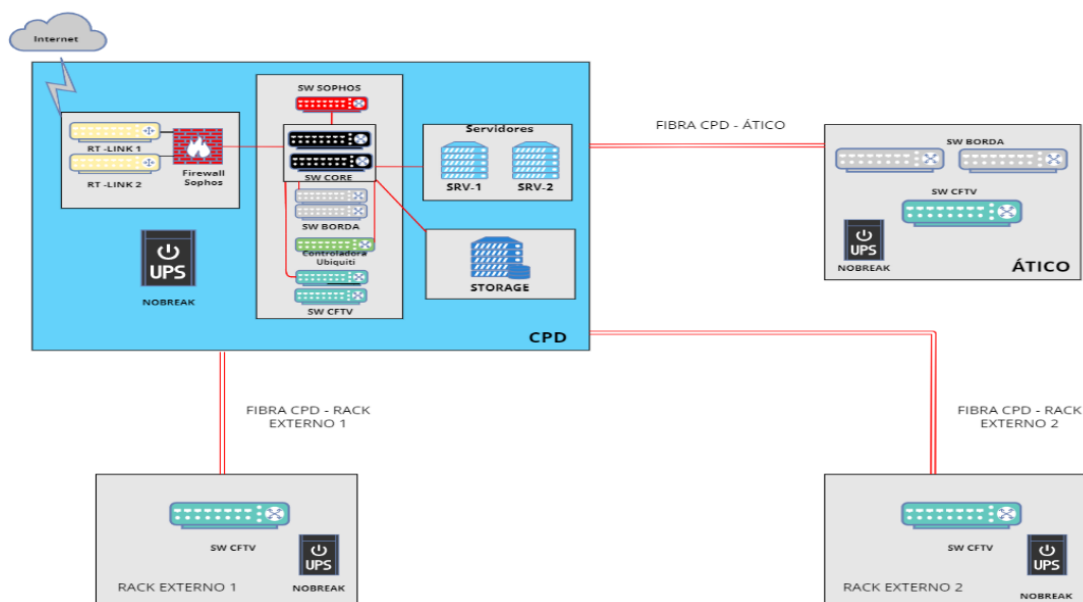 Internet
SW SOPHOS
RT -LINK 1
RT -LINK 2
Firewall
Sophos
SW CORE
Servidores
SRV-1
SRV-2
SW BORDA
Controladora
Ubiquiti
SW CFTV
STORAGE
UPS
NOBREAK
CPD
FIBRA CPD - ÁTICO
SW BORDA
SW CFTV
UPS
NOBREAK
ÁTICO
FIBRA CPD - RACK
EXTERNO 1
FIBRA CPD - RACK
EXTERNO 2
SW CFTV
UPS
RACK EXTERNO 1
NOBREAK
SW CFTV
UPS
RACK EXTERNO 2
NOBREAK